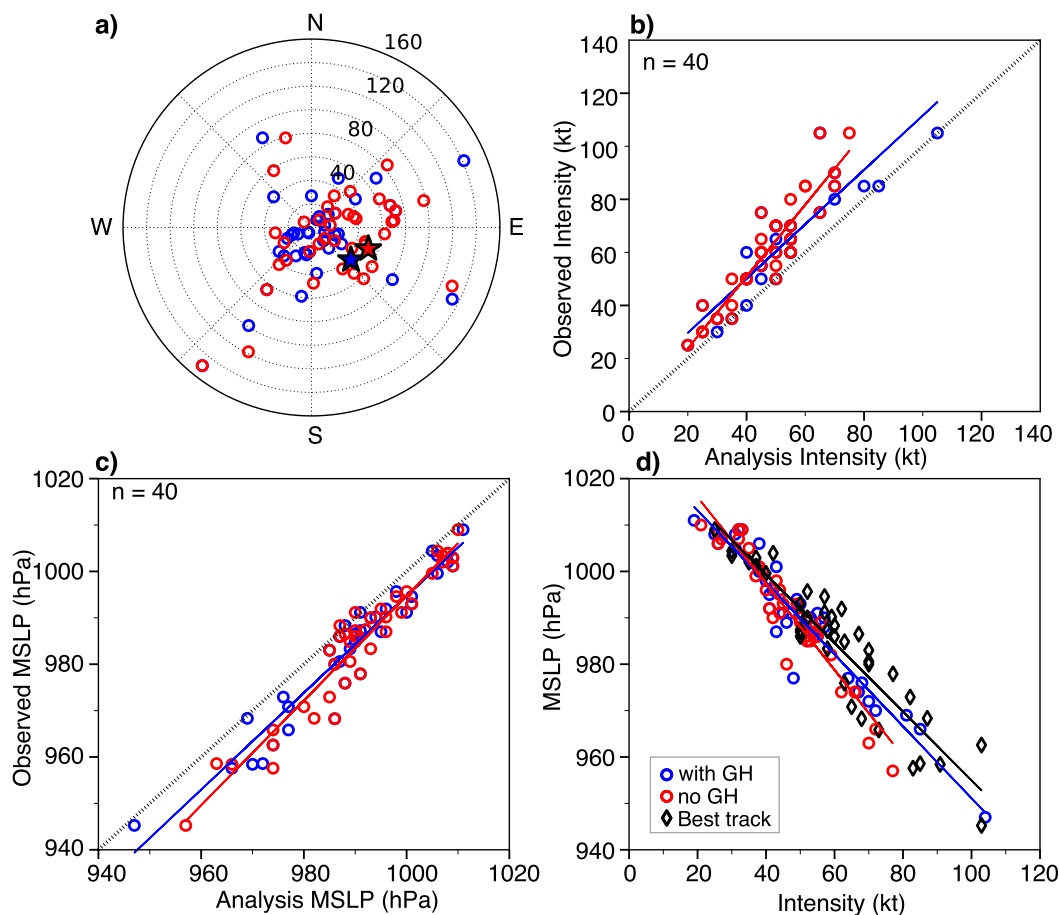 a)
N
160
120
80
40
W
E
S
b)
n = 40
140
120
100
80
60
40
20
0
0 20 40 60 80 100 120 140
Observed Intensity (kt)
Analysis Intensity (kt)
c)
n = 40
1020
1000
980
960
940
940 960 980 1000 1020
Observed MSLP (hPa)
Analysis MSLP (hPa)
d)
1020
1000
980
960
940
0 20 40 60 80 100 120
MSLP (hPa)
Intensity (kt)
with GH
no GH
Best track